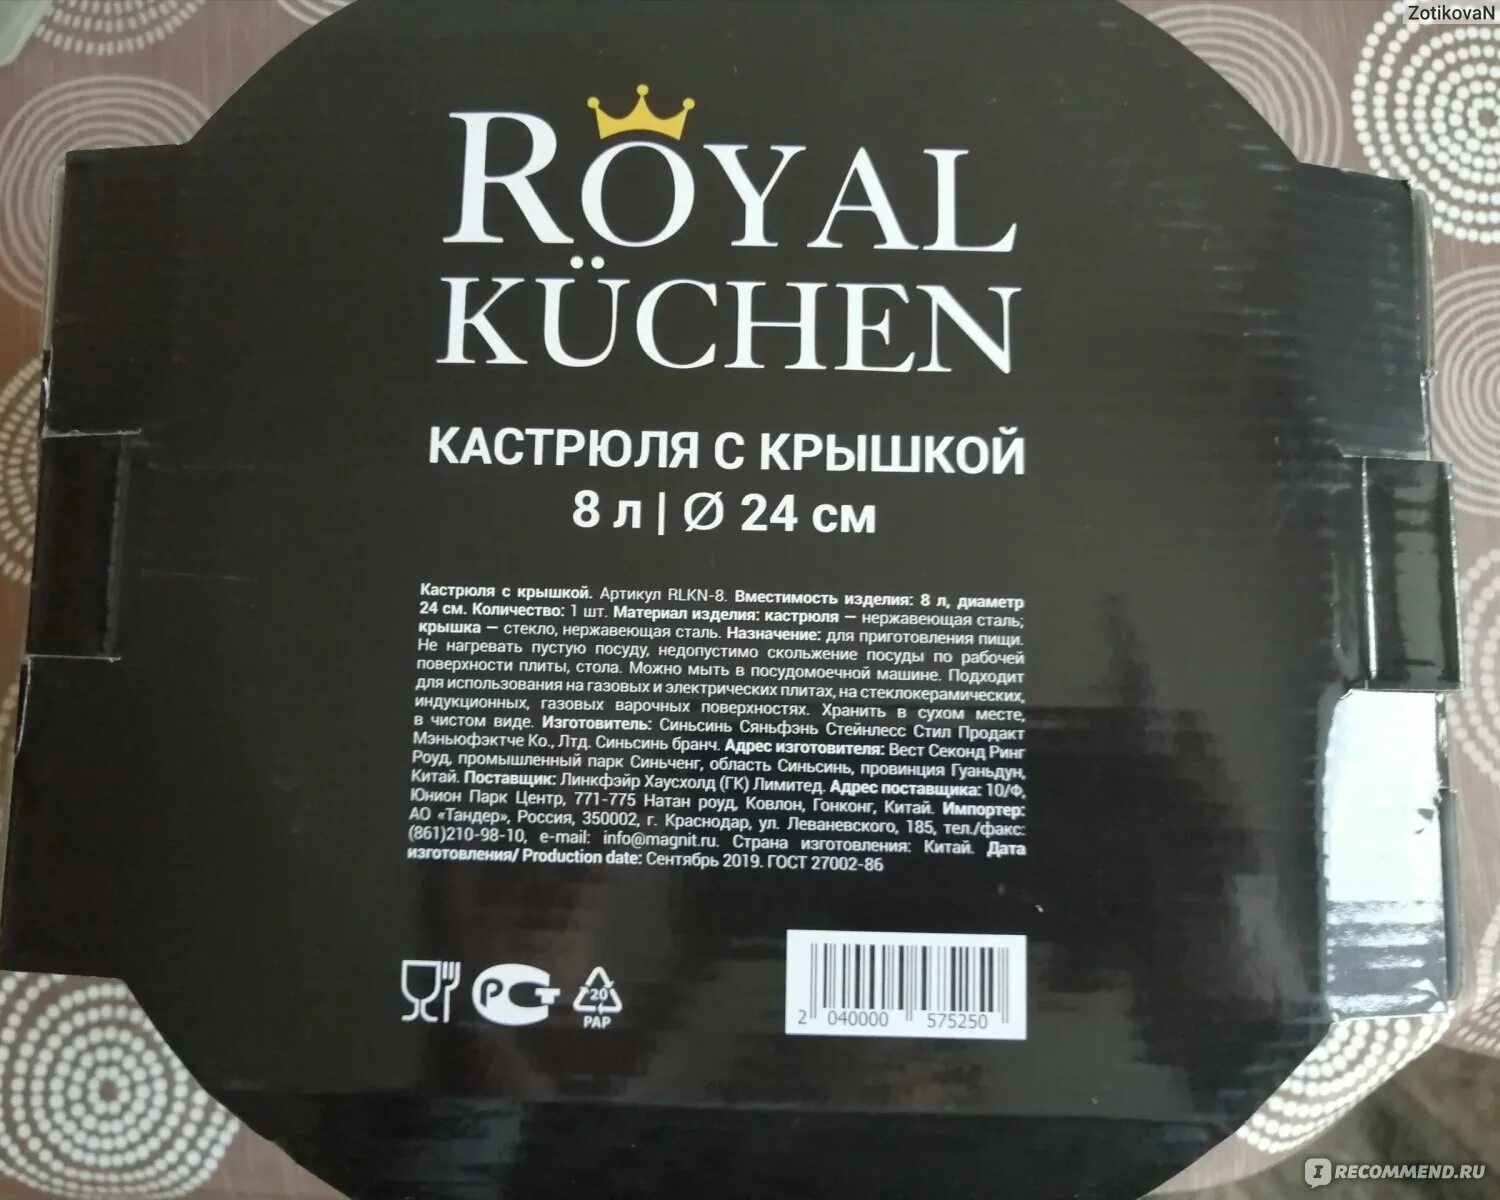 ZotikovaN
ROYAL
KÜCHEN
КАСТРЮЛЯ С КРЫШКОЙ
8 л | Ø 24 см
Кастрюля с крышкой. Артикул RLKN-8. Вместимость изделия: 8 л, диаметр
24 см. Количество: 1 шт. Материал изделия: кастрюля — нержавеющая сталь;
крышка — стекло, нержавеющая сталь. Назначение: для приготовления пищи.
Не нагревать пустую посуду, недопустимо скольжение посуды по рабочей
поверхности плиты, стола. Можно мыть в посудомоечной машине. Подходит
для использования на газовых и электрических плитах, на стеклокерамических,
индукционных, газовых варочных поверхностях. Хранить в сухом месте,
в чистом виде. Изготовитель: Синьсинь Сяньфэнь Стейнлесс Стил Продакт
Мэньюфэктче Ко., Лтд. Синьсинь бранч. Адрес изготовителя: Вест Секонд Ринг
Роуд, промышленный парк Синьченг, область Синьсинь, провинция Гуаньдун,
Китай. Поставщик: Линкфэйр Хаусхолд (ГК) Лимитед. Адрес поставщика: 10/Ф,
Юнион Парк Центр, 771-775 Натан роуд, Ковлон, Гонконг, Китай. Импортер:
АО «Тандер», Россия, 350002, г. Краснодар, ул. Леваневского, 185, тел./факс:
(861)210-98-10, e-mail: info@magnit.ru. Страна изготовления: Китай. Дата
изготовления/ Production date: Сентябрь 2019. ГОСТ 27002-86
РСТ
20
PAP
2 040000 575250
IRECOMMEND.RU